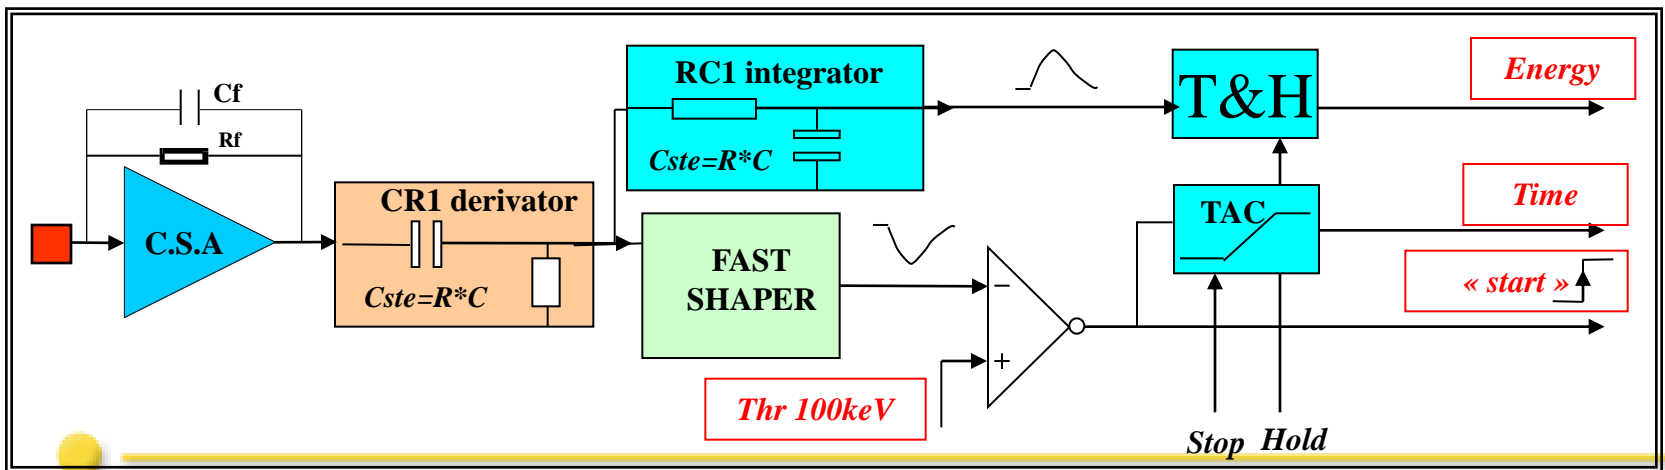 Cf
Rf
C.S.A
CR1 derivator
Cste=R*C
RC1 integrator
Cste=R*C
FAST
SHAPER
Thr 100keV
−
+
T&H
TAC
Stop Hold
Energy
Time
« start »